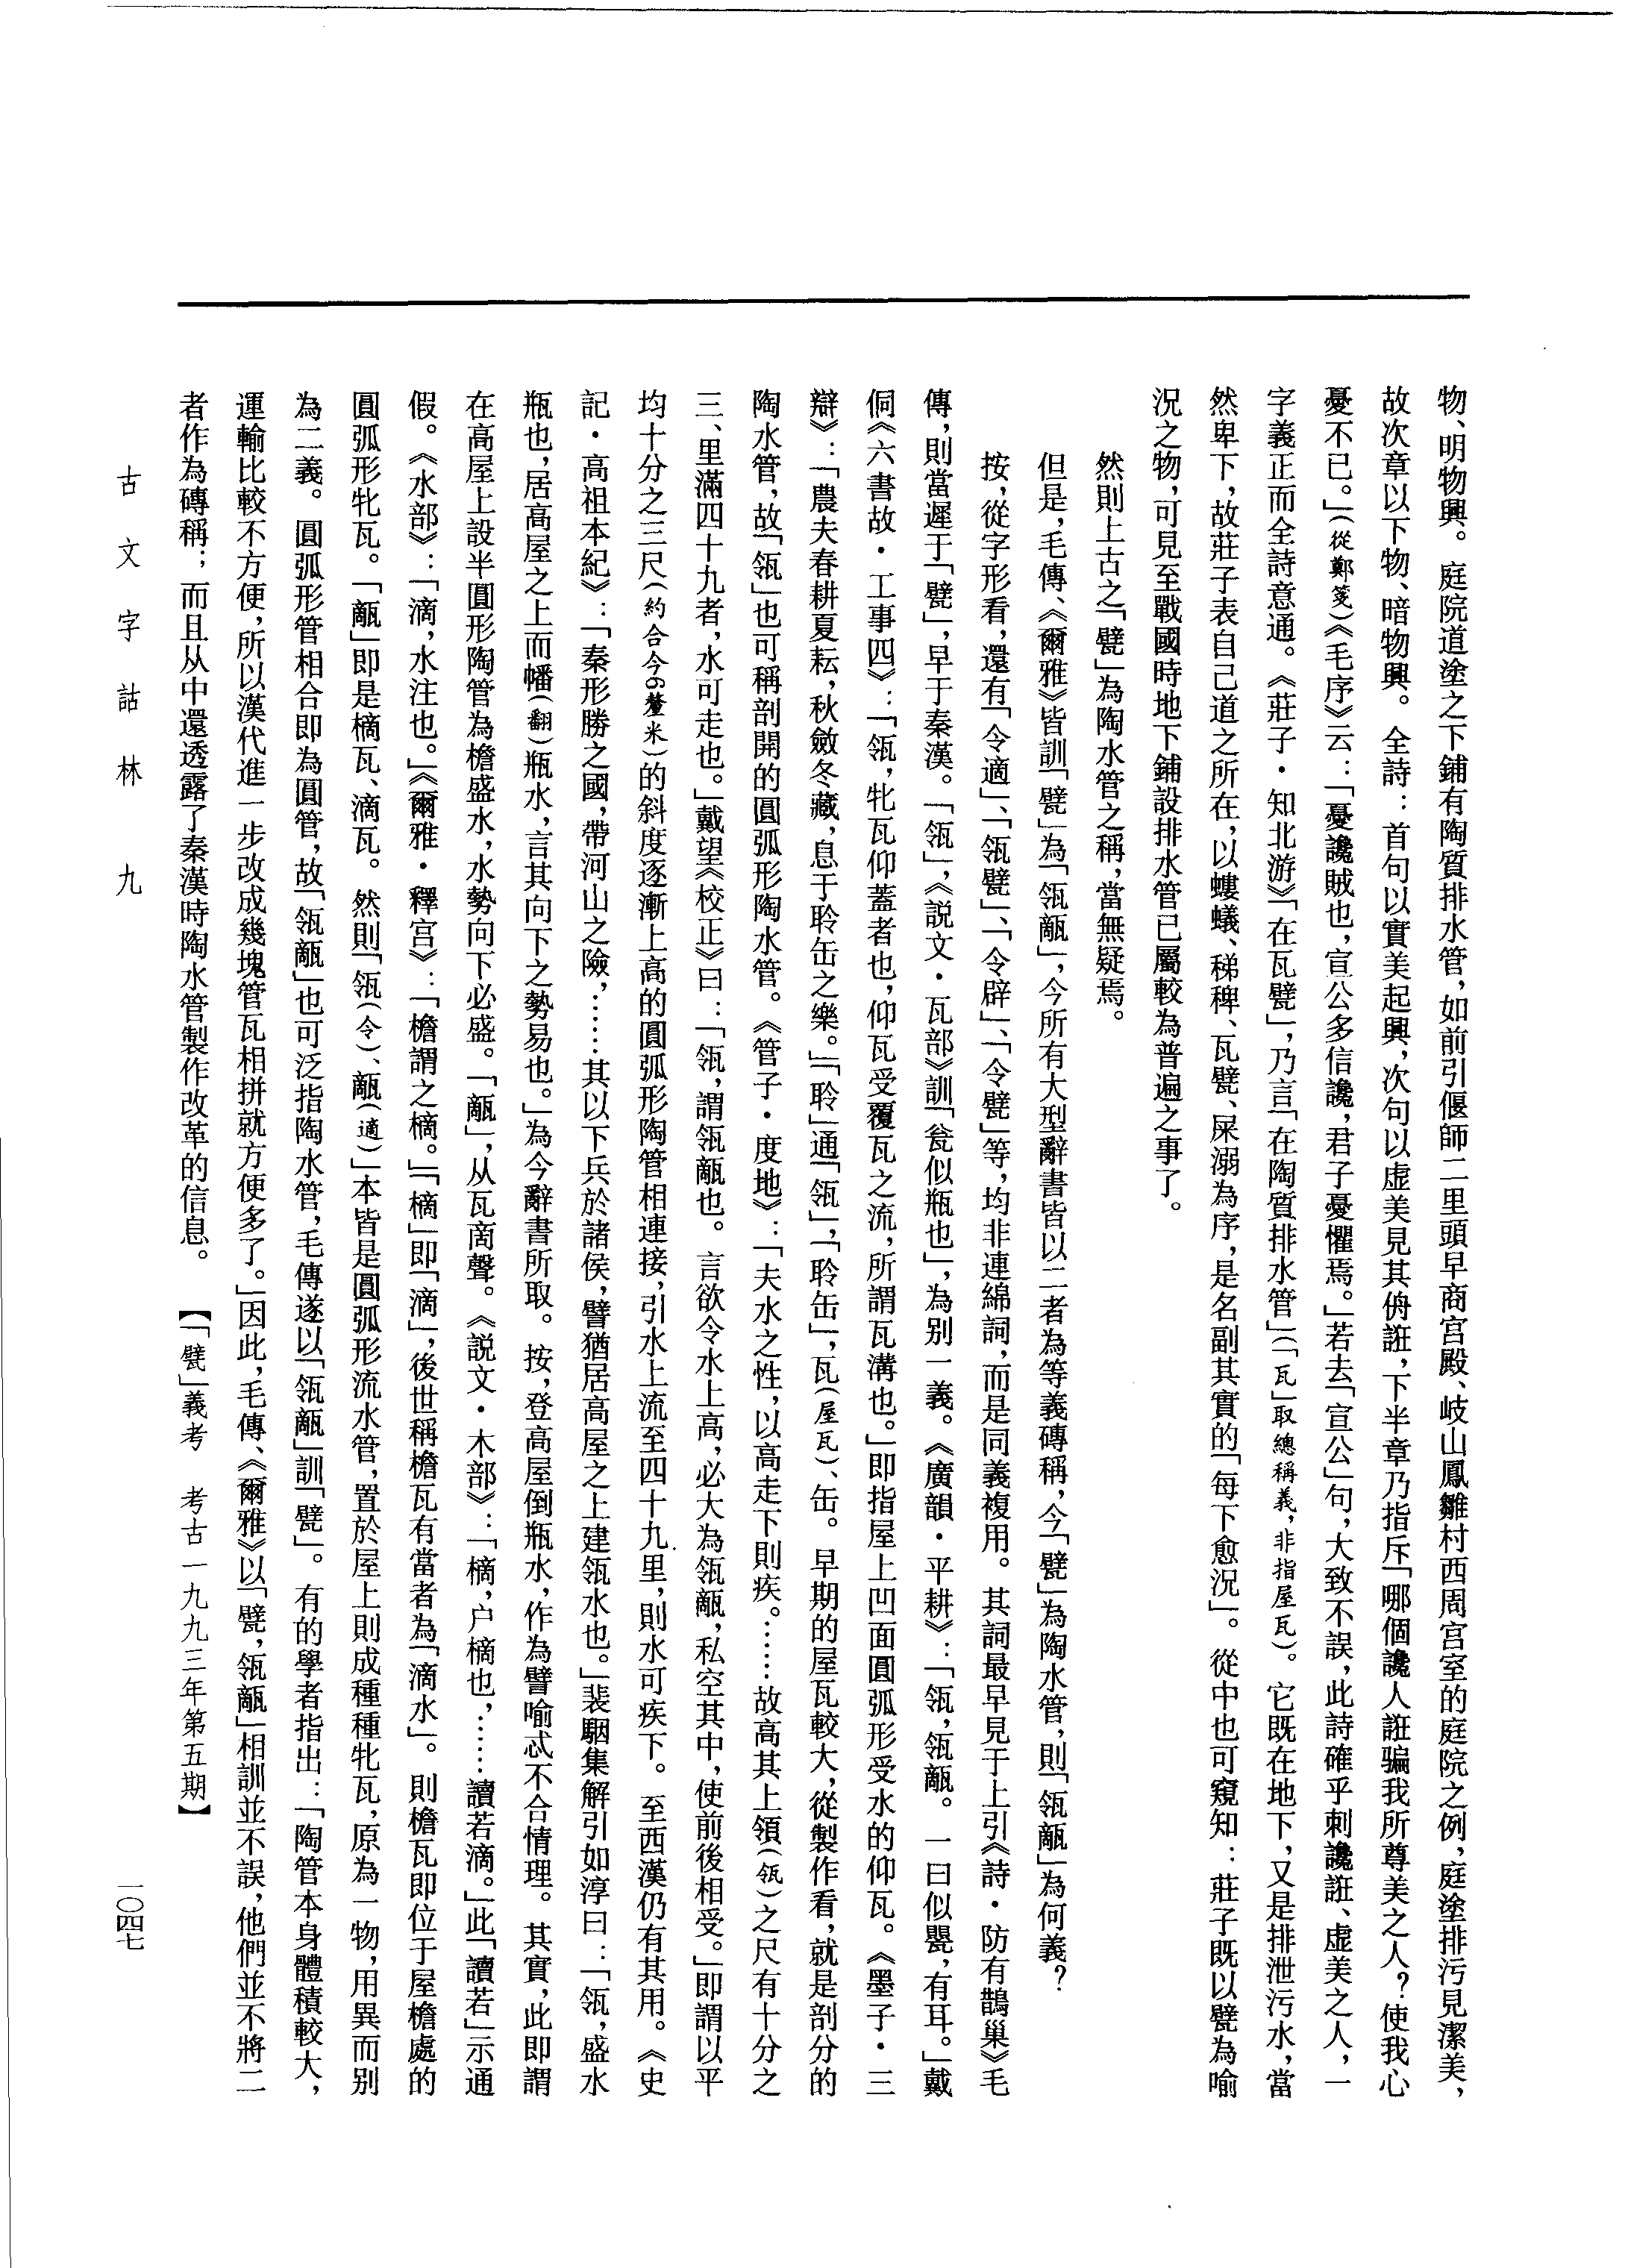 物、明物興。庭院道塗之下鋪有陶質排水管，如前引偃師二里頭早商宮殿、岐山鳳雛村西周宮室的庭院之例，庭塗排污見潔美，
故次章以下物、暗物興。全詩：首句以實美起興，次句以虛美見其侜誑，下半章乃指斥「哪個讒人誑騙我所尊美之人？使我心
憂不已。」（從鄭箋）《毛序》云：「憂讒賊也，宣公多信讒，君子憂懼焉。」若去「宣公」句，大致不誤，此詩確乎刺讒誑、虛美之人，一
字義正而全詩意通。《莊子·知北游》「在瓦甓」，乃言「在陶質排水管」（「瓦」取總稱義，非指屋瓦）。它既在地下，又是排泄污水，當
然卑下，故莊子表自己道之所在，以螻蟻、稊稗、瓦甓、屎溺為序，是名副其實的「每下愈況」。從中也可窺知：莊子既以甓為喻
況之物，可見至戰國時地下鋪設排水管已屬較為普遍之事了。
然則上古之「甓」為陶水管之稱，當無疑焉。
但是，毛傳、《爾雅》皆訓「甓」為「瓴甋」，今所有大型辭書皆以二者為等義磚稱，今「甓」為陶水管，則「瓴甋」為何義？
按，從字形看，還有「令適」、「瓴甓」、「令辟」、「令甓」等，均非連綿詞，而是同義複用。其詞最早見于上引《詩·防有鵲巢》毛
傳，則當遲于「甓」，早于秦漢。「瓴」，《説文·瓦部》訓「瓮似瓶也」，為别一義。《廣韻·平耕》：「瓴，瓴甋。一曰似甖，有耳。」戴
侗《六書故·工事四》：「瓴，牝瓦仰蓋者也，仰瓦受覆瓦之流，所謂瓦溝也。」即指屋上凹面圓弧形受水的仰瓦。《墨子·三
辯》：「農夫春耕夏耘，秋斂冬藏，息于聆缶之樂。」「聆」通「瓴」，「聆缶」，瓦（屋瓦）、缶。早期的屋瓦較大，從製作看，就是剖分的
陶水管，故「瓴」也可稱剖開的圓弧形陶水管。《管子·度地》：「夫水之性，以高走下則疾。……故高其上領（瓴）之尺有十分之
三、里滿四十九者，水可走也。」戴望《校正》曰：「瓴，謂瓴甋也。言欲令水上高，必大為瓴甋，私空其中，使前後相受。」即謂以平
均十分之三尺（約合今6釐米）的斜度逐漸上高的圓弧形陶管相連接，引水上流至四十九里，則水可疾下。至西漢仍有其用。《史
記·高祖本紀》：「秦形勝之國，帶河山之險，……其以下兵於諸侯，譬猶居高屋之上建瓴水也。」裴駰集解引如淳曰：「瓴，盛水
瓶也，居高屋之上而幡（翻）瓶水，言其向下之勢易也。」為今辭書所取。按，登高屋倒瓶水，作為譬喻忒不合情理。其實，此即謂
在高屋上設半圓形陶管為檐盛水，水勢向下必盛。「甋」，从瓦啇聲。《説文·木部》：「樀，户樀也，……讀若滴。」此「讀若」示通
假。《水部》：「滴，水注也。」《爾雅·釋宫》：「檐謂之樀。」「樀」即「滴」，後世稱檐瓦有當者為「滴水」。則檐瓦即位于屋檐處的
圓弧形牝瓦。「甋」即是樀瓦、滴瓦。然則「瓴（令）、甋（適）」本皆是圓弧形流水管，置於屋上則成種種牝瓦，原為一物，用異而别
為二義。圓弧形管相合即為圓管，故「瓴甋」也可泛指陶水管，毛傳遂以「瓴甋」訓「甓」。有的學者指出：「陶管本身體積較大，
運輸比較不方便，所以漢代進一步改成幾塊管瓦相拼就方便多了。」因此，毛傳、《爾雅》以「甓，瓴甋」相訓並不誤，他們並不將二
者作為磚稱；而且从中還透露了秦漢時陶水管製作改革的信息。【「甓」義考　考古一九九三年第五期】
古文字詁林　九
一〇四七